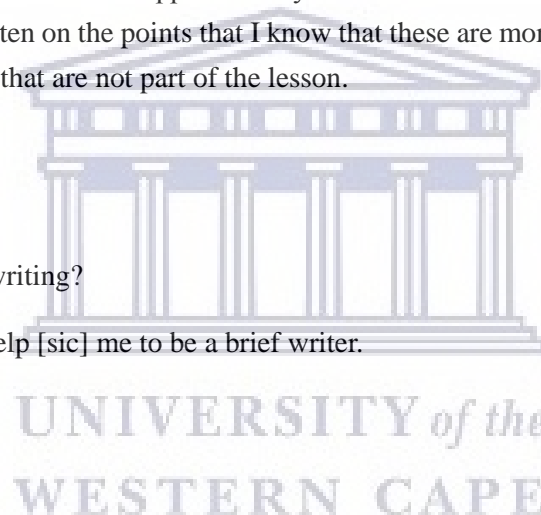 ten on the points that I know that these are mor
that are not part of the lesson.
writing?
elp [sic] me to be a brief writer.
UNIVERSITY of the
WESTERN CAPE